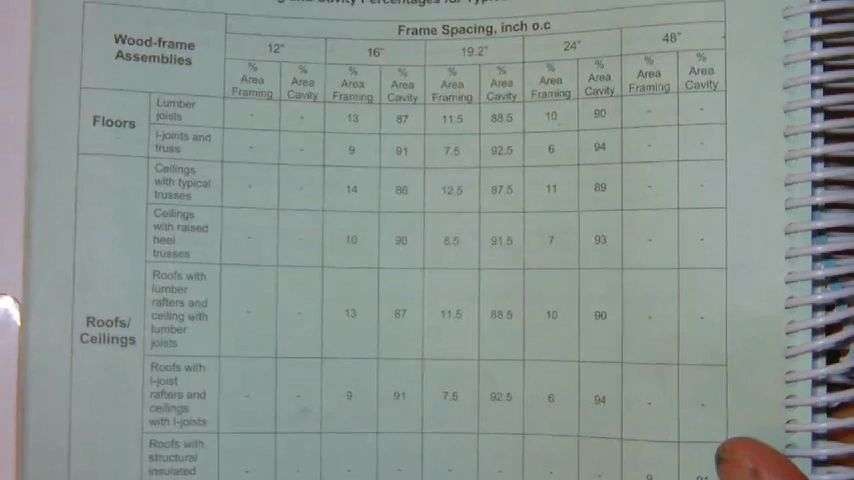 and Cavity Percentages for
Wood-frame
Assemblies
Frame Spacing, inch o.c
12" 16" 19.2" 24" 48"
% Area Framing % Area Cavity % Area Framing % Area Cavity % Area Framing % Area Cavity % Area Framing % Area Cavity % Area Framing % Area Cavity
Floors
Lumber joists - - 13 87 11.5 88.5 10 90 - -
I-joints and truss - - 9 91 7.5 92.5 6 94 - -
Roofs/
Ceilings
Ceilings with typical trusses - - 14 86 12.5 87.5 11 89 - -
Ceilings with raised heel trusses - - 10 90 8.5 91.5 7 93 - -
Roofs with lumber rafters and ceiling with lumber joists - - 13 87 11.5 88.5 10 90 - -
Roofs with I-joist rafters and ceilings with I-joists - - 9 91 7.5 92.5 6 94 - -
Roofs with structural insulated - - - - - - - - 9